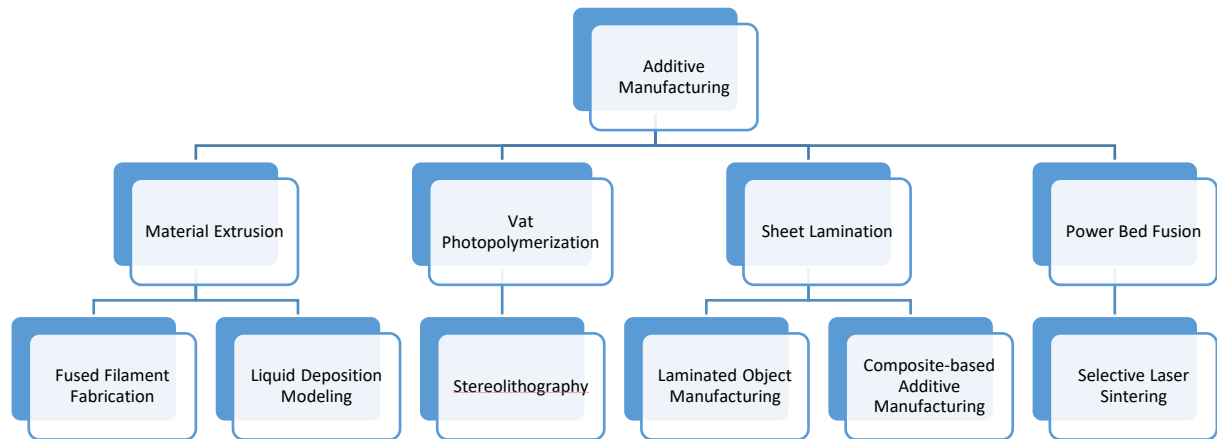 Additive
Manufacturing
Material Extrusion
Vat
Photopolymerization
Sheet Lamination
Power Bed Fusion
Fused Filament
Fabrication
Liquid Deposition
Modeling
Stereolithography
Laminated Object
Manufacturing
Composite-based
Additive
Manufacturing
Selective Laser
Sintering